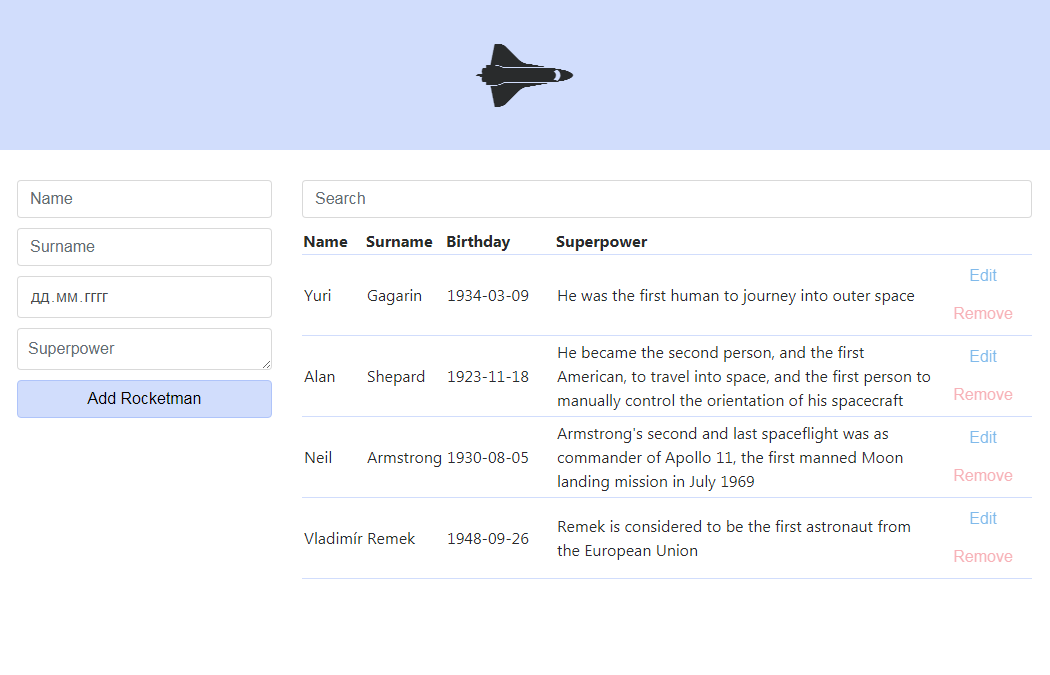 Name
Surname
дд.мм.гггг
Superpower
Add Rocketman
Search
Name Surname Birthday Superpower
Yuri Gagarin 1934-03-09 He was the first human to journey into outer space
Edit
Remove
Alan Shepard 1923-11-18 He became the second person, and the first
American, to travel into space, and the first person to
manually control the orientation of his spacecraft
Edit
Remove
Neil Armstrong 1930-08-05 Armstrong's second and last spaceflight was as
commander of Apollo 11, the first manned Moon
landing mission in July 1969
Edit
Remove
Vladimír Remek 1948-09-26 Remek is considered to be the first astronaut from
the European Union
Edit
Remove